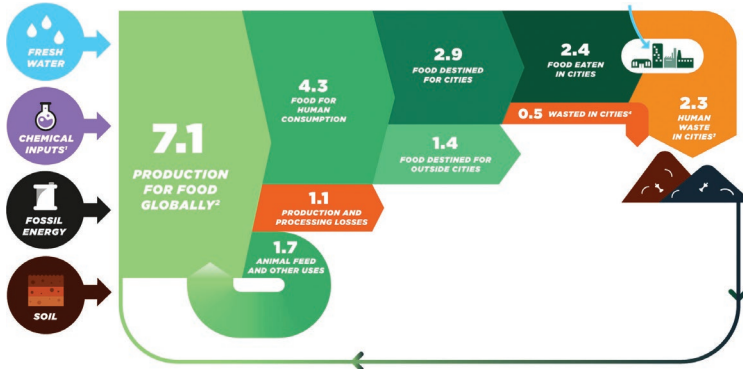 FRESH
WATER
CHEMICAL
INPUTS¹
FOSSIL
ENERGY
SOIL
7.1
PRODUCTION
FOR FOOD
GLOBALLY²
4.3
FOOD FOR
HUMAN
CONSUMPTION
1.1
PRODUCTION AND
PROCESSING LOSSES
1.7
ANIMAL FEED
AND OTHER USES
2.9
FOOD DESTINED
FOR CITIES
1.4
FOOD DESTINED FOR
OUTSIDE CITIES
2.4
FOOD EATEN
IN CITIES
0.5 WASTED IN CITIES⁴
2.3
HUMAN
WASTE
IN CITIES³